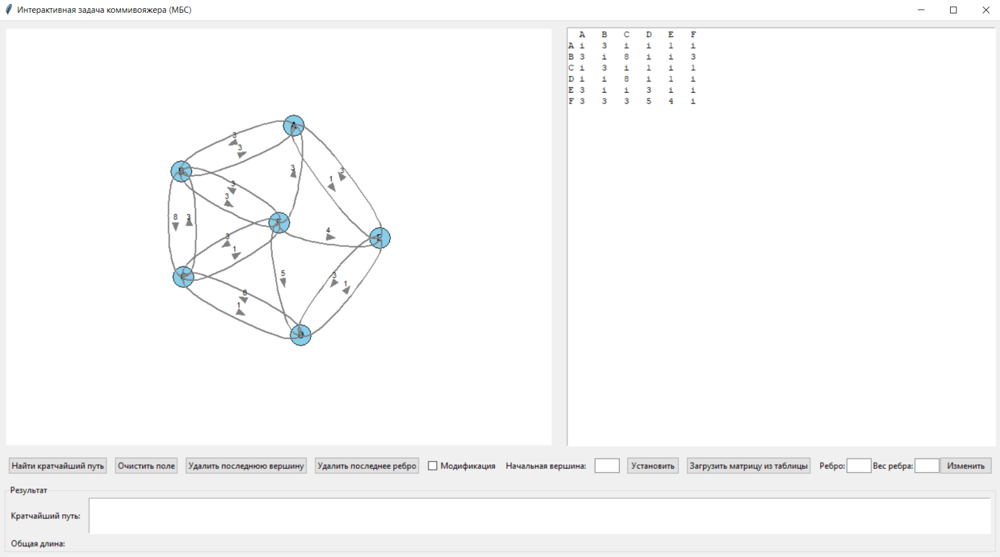 Интерактивная задача коммивояжера (МБС)
A B C D E F
A i 3 i i 1 i
B 3 i 8 i i 3
C i 3 i 1 i 1
D i i 8 i 1 i
E 3 i i 3 i i
F 3 3 3 5 4 i
A
3
3
B
3
1
3
3
3
8
3
4
E
3
1
5
C
3
1
8
1
D
Найти кратчайший путь
Очистить поле
Удалить последнюю вершину
Удалить последнее ребро
Модификация
Начальная вершина:
Установить
Загрузить матрицу из таблицы
Ребро:
Вес ребра:
Изменить
Результат
Кратчайший путь:
Общая длина: